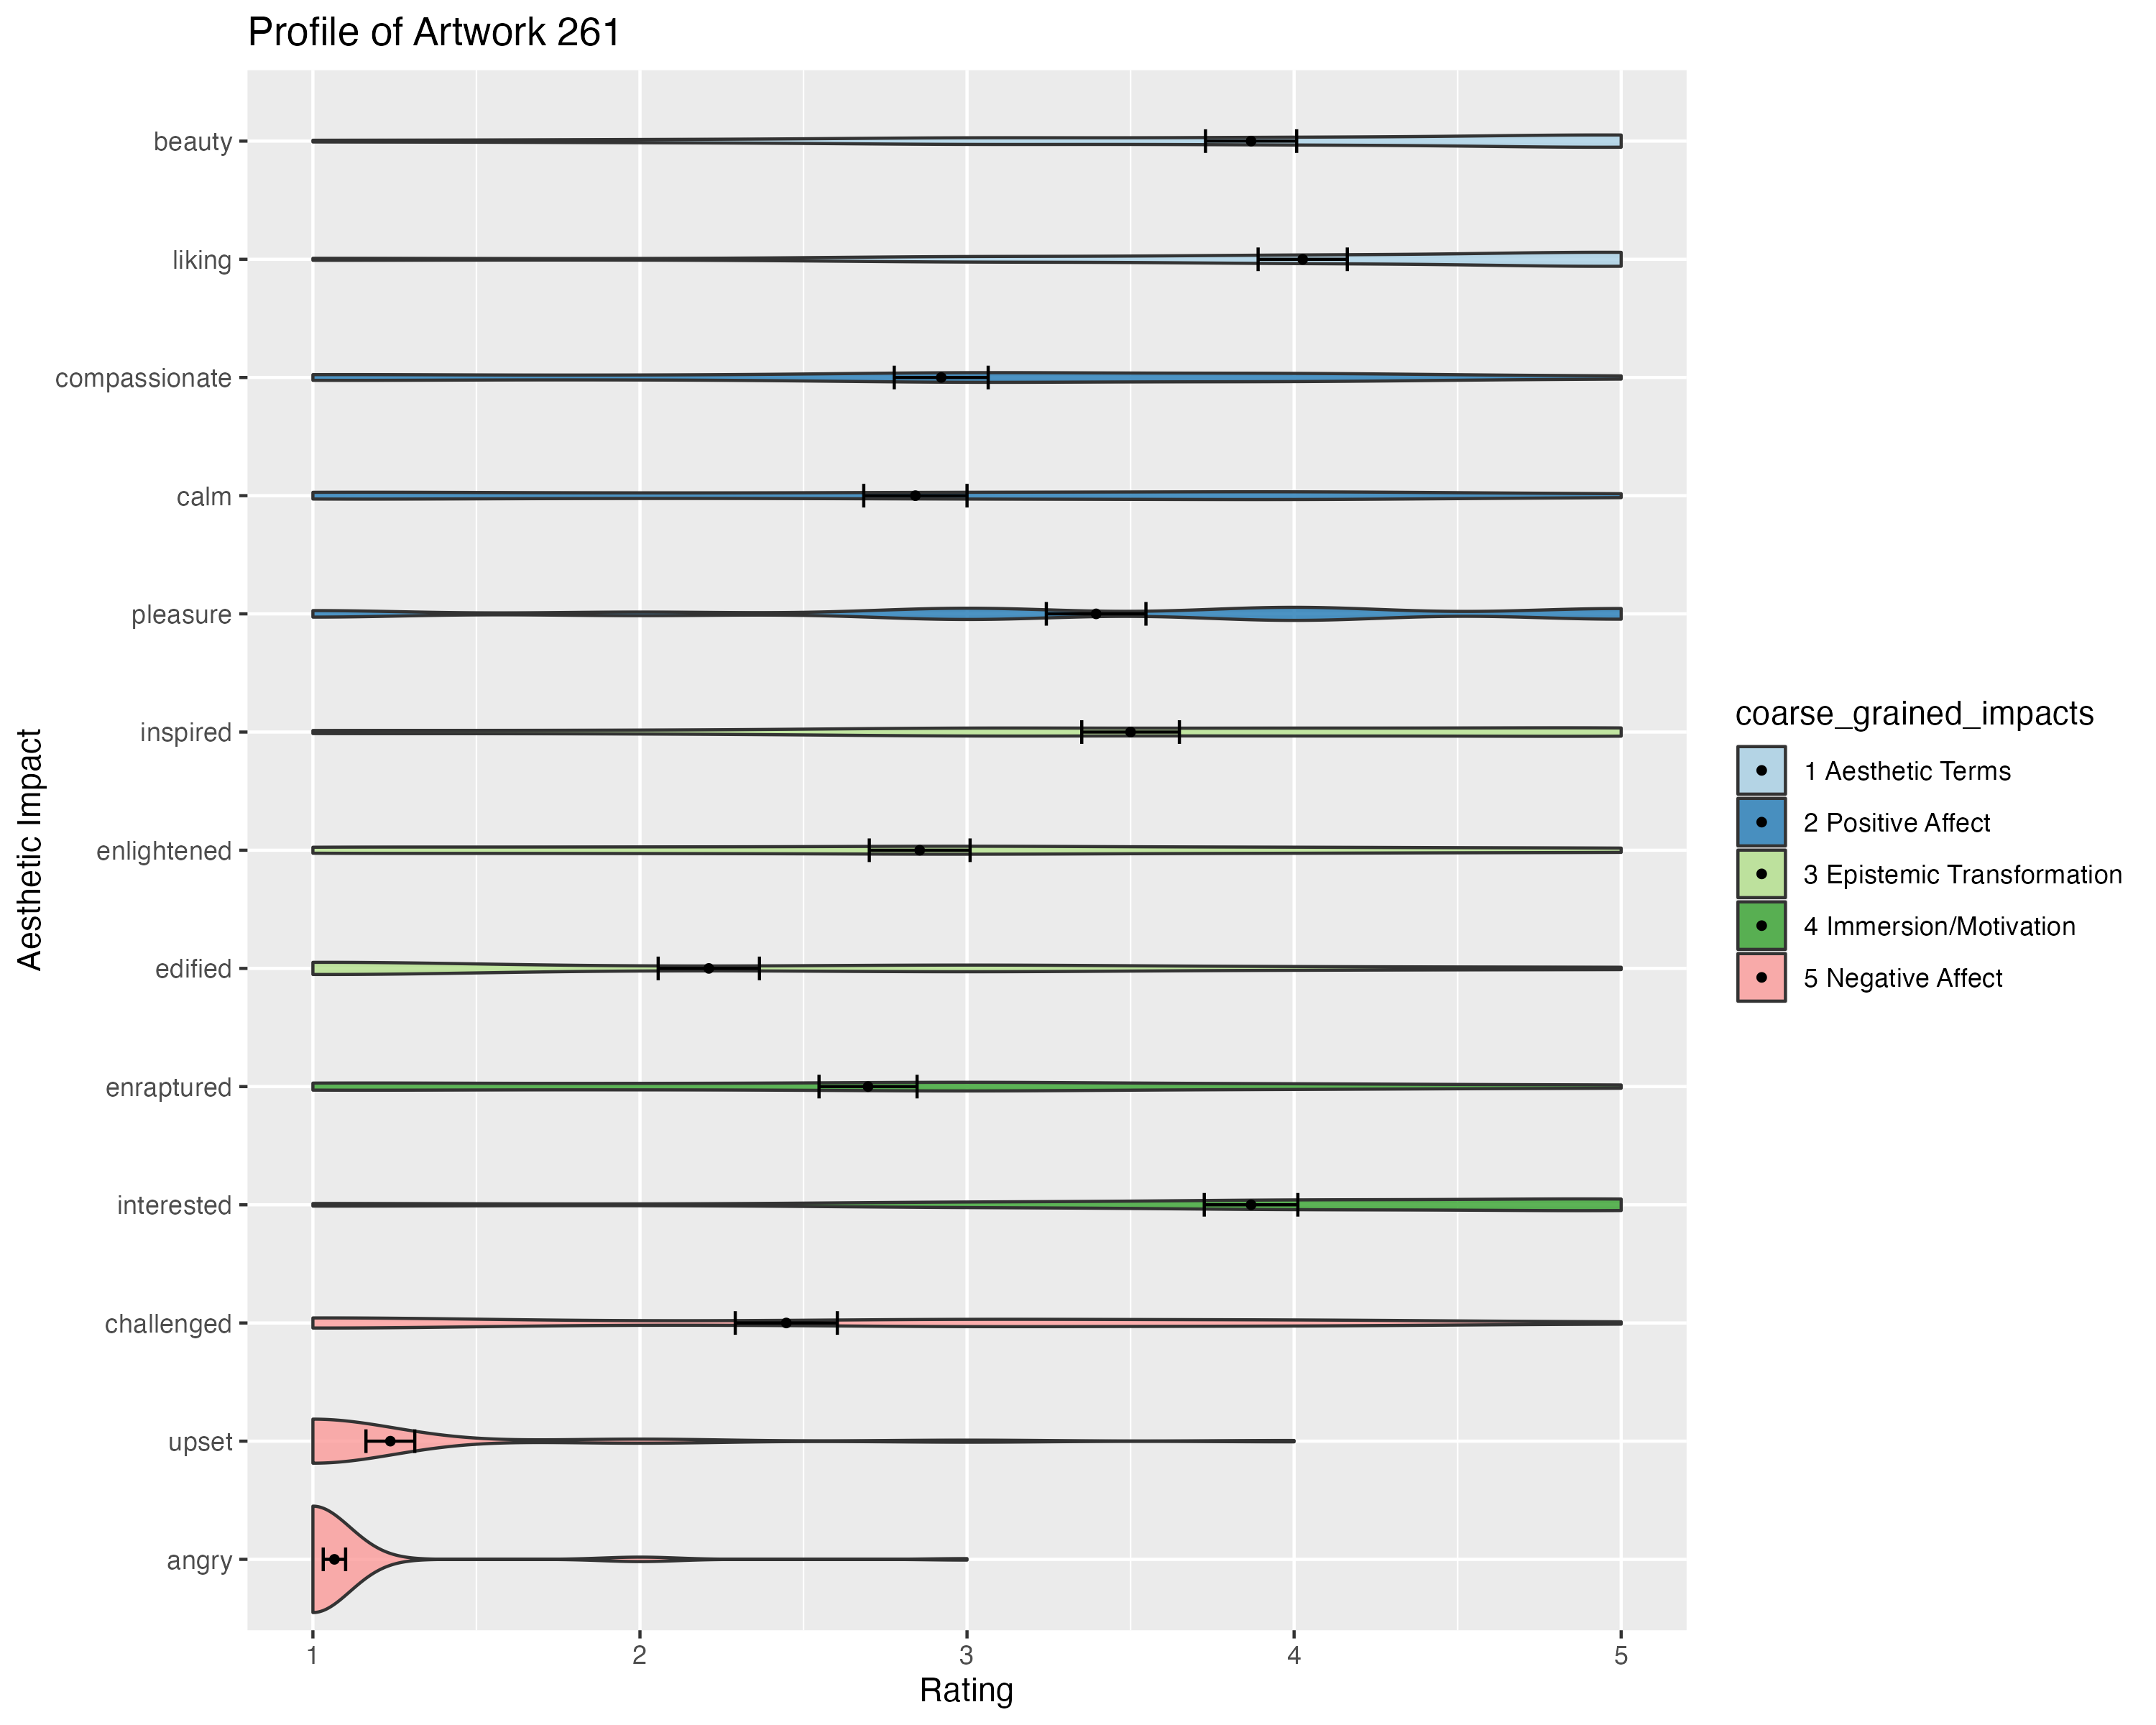 Profile of Artwork 261
beauty
liking
compassionate
calm
pleasure
inspired
enlightened
edified
enraptured
interested
challenged
upset
angry
Aesthetic Impact
1 2 3 4 5
Rating
coarse_grained_impacts
1 Aesthetic Terms
2 Positive Affect
3 Epistemic Transformation
4 Immersion/Motivation
5 Negative Affect